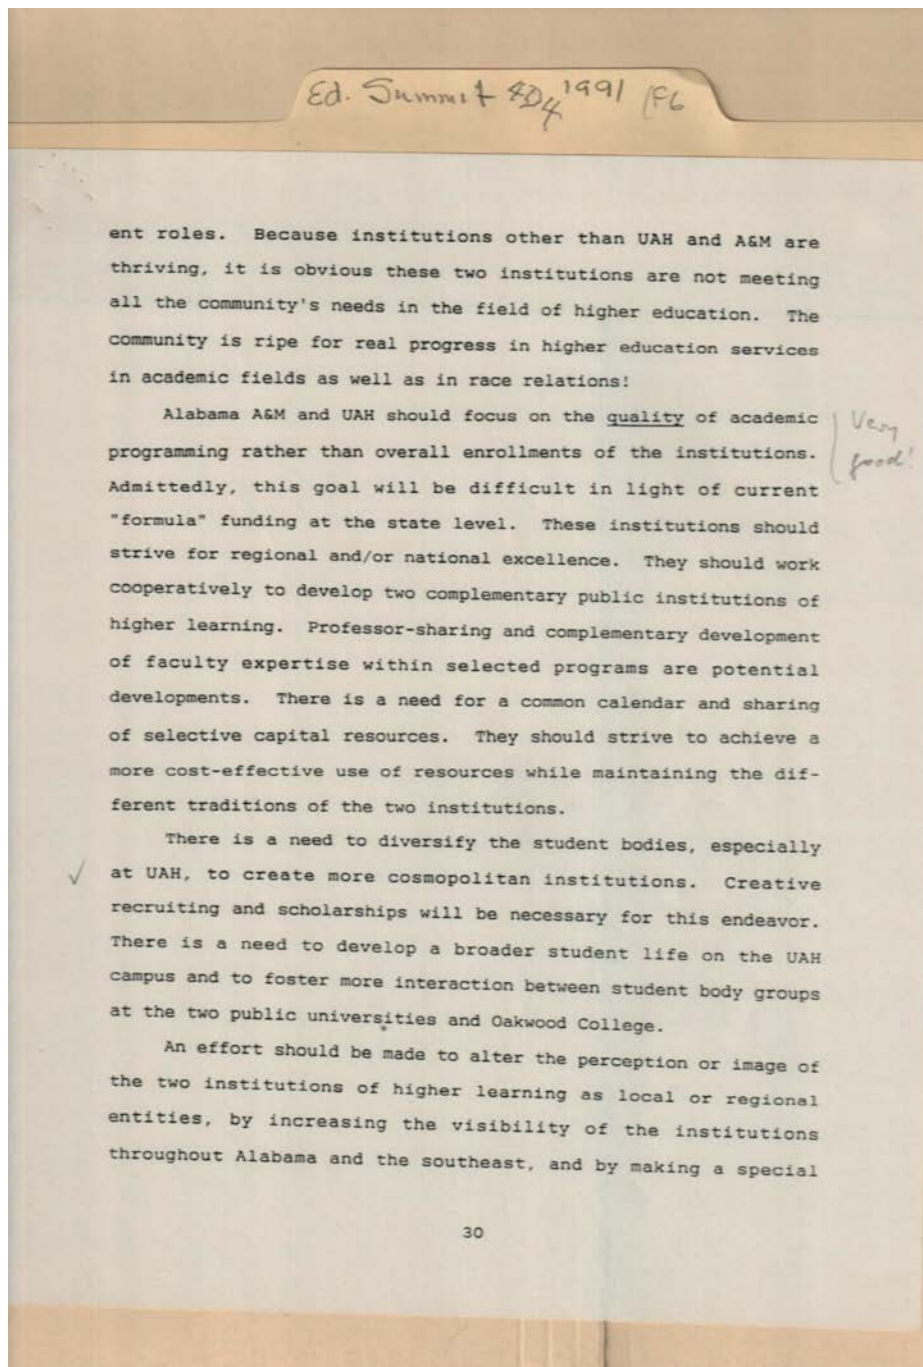 Ed. Summit 4D4 1991 (F6
ent roles. Because institutions other than UAH and A&M are
thriving, it is obvious these two institutions are not meeting
all the community's needs in the field of higher education. The
community is ripe for real progress in higher education services
in academic fields as well as in race relations!
Alabama A&M and UAH should focus on the quality of academic
Very
programming rather than overall enrollments of the institutions.
good!
Admittedly, this goal will be difficult in light of current
"formula" funding at the state level. These institutions should
strive for regional and/or national excellence. They should work
cooperatively to develop two complementary public institutions of
higher learning. Professor-sharing and complementary development
of faculty expertise within selected programs are potential
developments. There is a need for a common calendar and sharing
of selective capital resources. They should strive to achieve a
more cost-effective use of resources while maintaining the dif-
ferent traditions of the two institutions.
There is a need to diversify the student bodies, especially
✓ at UAH, to create more cosmopolitan institutions. Creative
recruiting and scholarships will be necessary for this endeavor.
There is a need to develop a broader student life on the UAH
campus and to foster more interaction between student body groups
at the two public universities and Oakwood College.
An effort should be made to alter the perception or image of
the two institutions of higher learning as local or regional
entities, by increasing the visibility of the institutions
throughout Alabama and the southeast, and by making a special
30